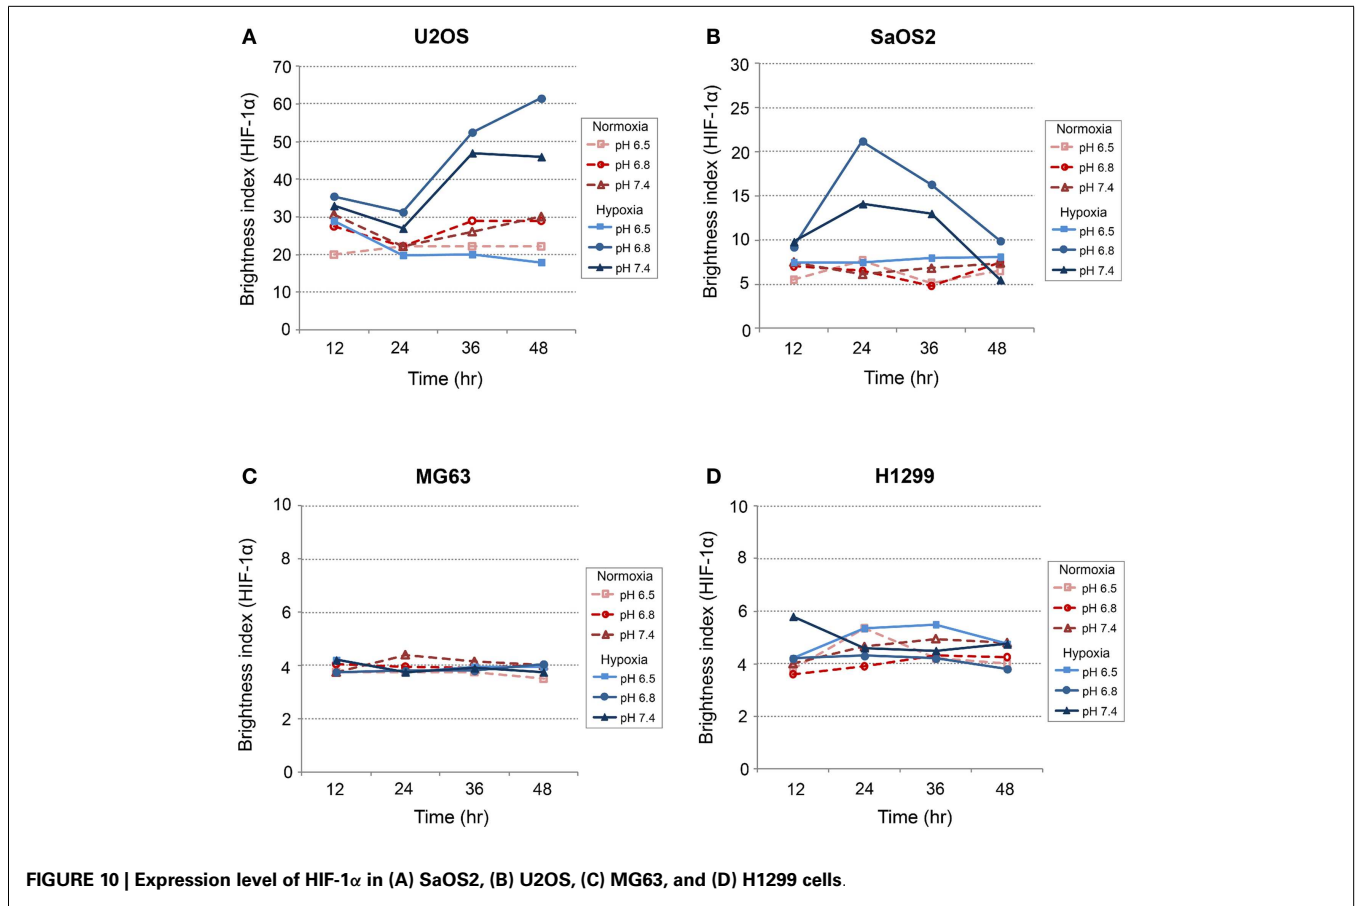 A
U2OS
Brightness index (HIF-1α)
70
60
50
40
30
20
10
0
12 24 36 48
Time (hr)
Normoxia
pH 6.5
pH 6.8
pH 7.4
Hypoxia
pH 6.5
pH 6.8
pH 7.4
B
SaOS2
Brightness index (HIF-1α)
30
25
20
15
10
5
0
12 24 36 48
Time (hr)
Normoxia
pH 6.5
pH 6.8
pH 7.4
Hypoxia
pH 6.5
pH 6.8
pH 7.4
C
MG63
Brightness index (HIF-1α)
10
8
6
4
2
0
12 24 36 48
Time (hr)
Normoxia
pH 6.5
pH 6.8
pH 7.4
Hypoxia
pH 6.5
pH 6.8
pH 7.4
D
H1299
Brightness index (HIF-1α)
10
8
6
4
2
0
12 24 36 48
Time (hr)
Normoxia
pH 6.5
pH 6.8
pH 7.4
Hypoxia
pH 6.5
pH 6.8
pH 7.4
FIGURE 10 | Expression level of HIF-1α in (A) SaOS2, (B) U2OS, (C) MG63, and (D) H1299 cells.